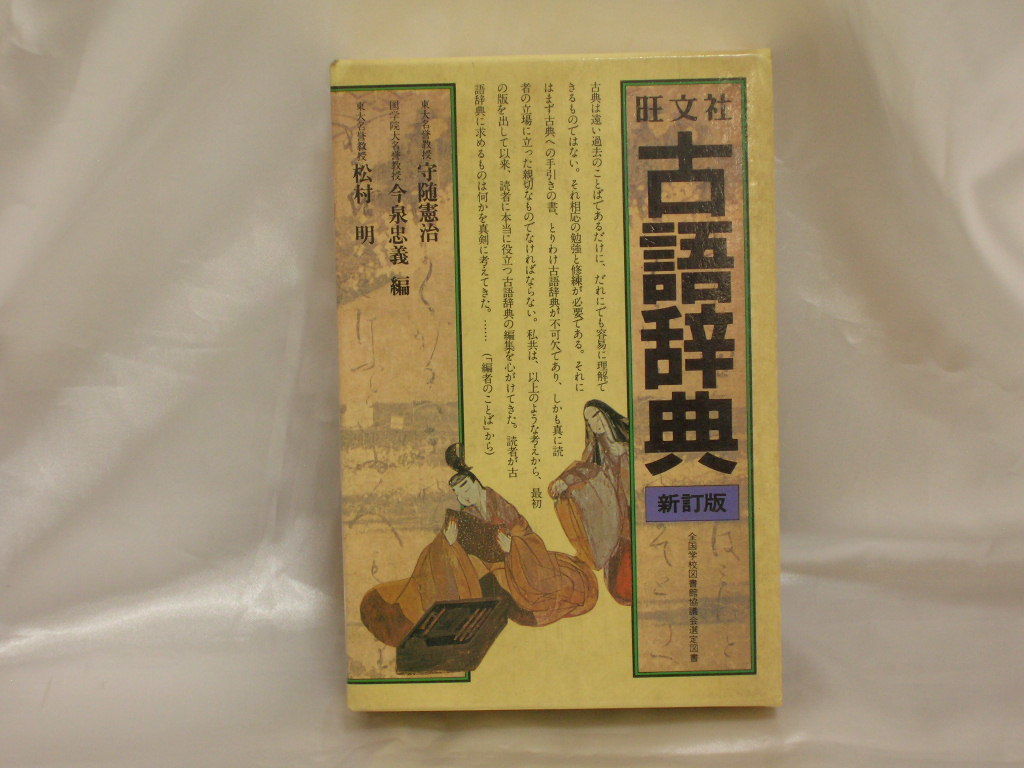 旺文社
古語辞典
新訂版
全国学校図書館協議会選定図書
古典は遠い過去のことばであるだけに、だれにでも容易に理解で
きるものではない。それ相応の勉強と修練が必要である。それに
はまず古典への手引きの書、とりわけ古語辞典が不可欠であり、しかも真に読
者の立場に立った親切なものでなければならない。私共は、以上のような考えから、最初
の版を出して以来、読者に本当に役立つ古語辞典の編集を心がけてきた。読者が古
語辞典に求めるものは何かを真剣に考えてきた。……（「編者のことば」から）
東大名誉教授 守随憲治
国学院大名誉教授 今泉忠義 編
東大名誉教授 松村 明